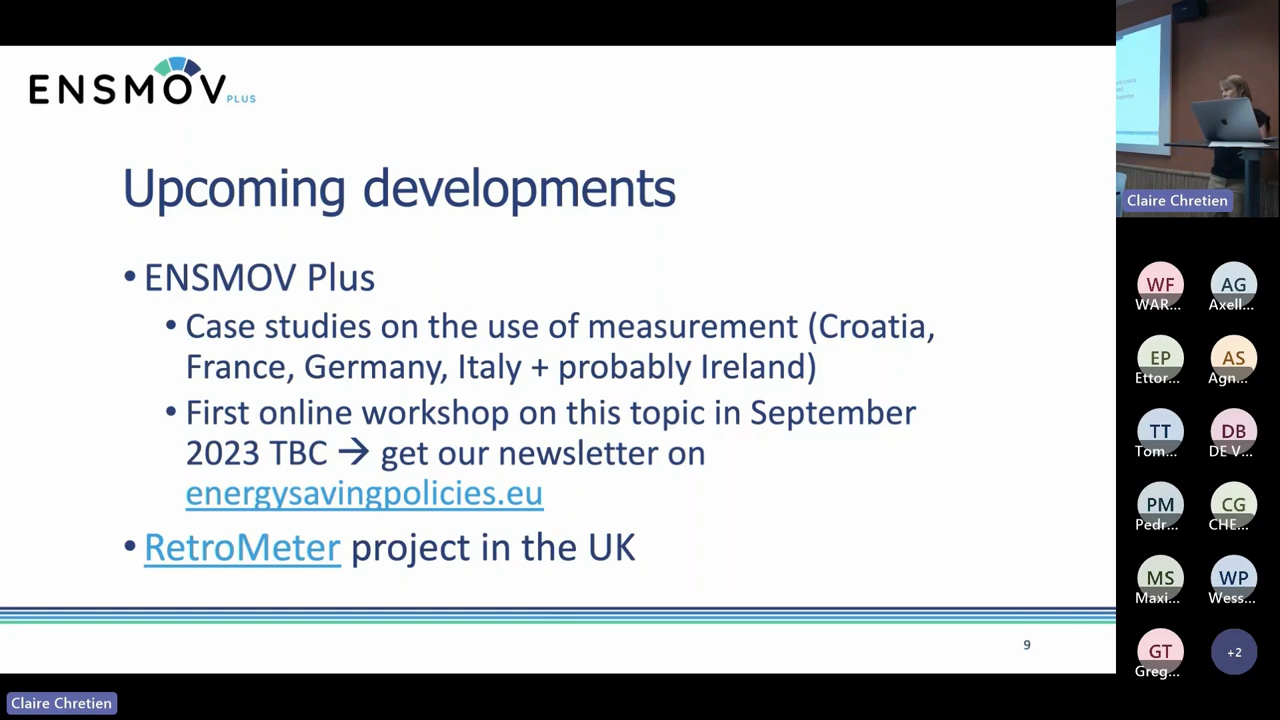 ENSMOV PLUS
Upcoming developments
• ENSMOV Plus
• Case studies on the use of measurement (Croatia,
France, Germany, Italy + probably Ireland)
• First online workshop on this topic in September
2023 TBC → get our newsletter on
energysavingpolicies.eu
• RetroMeter project in the UK
9
Claire Chretien
Claire Chretien
WF AG
WAR... Axell...
EP AS
Ettor... Agn...
TT DB
Tom... DE V...
PM CG
Pedr... CHE...
MS WP
Maxi... Wess...
GT +2
Greg...